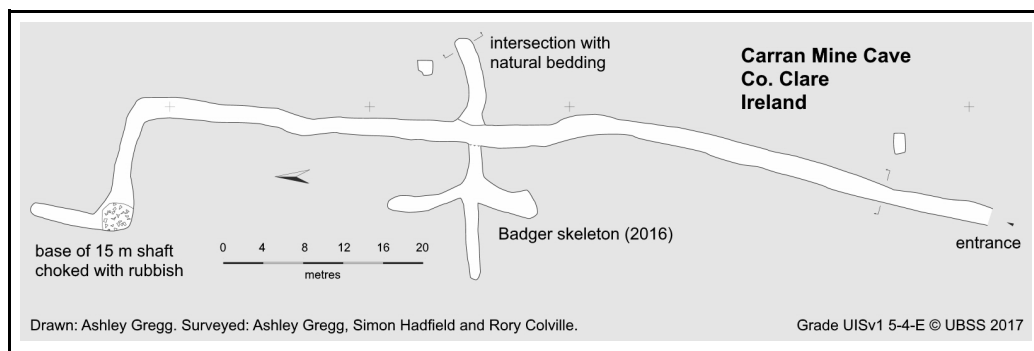 intersection with
natural bedding
Carran Mine Cave
Co. Clare
Ireland
base of 15 m shaft
choked with rubbish
0 4 8 12 16 20
metres
Badger skeleton (2016)
entrance
Drawn: Ashley Gregg. Surveyed: Ashley Gregg, Simon Hadfield and Rory Colville.
Grade UISv1 5-4-E © UBSS 2017